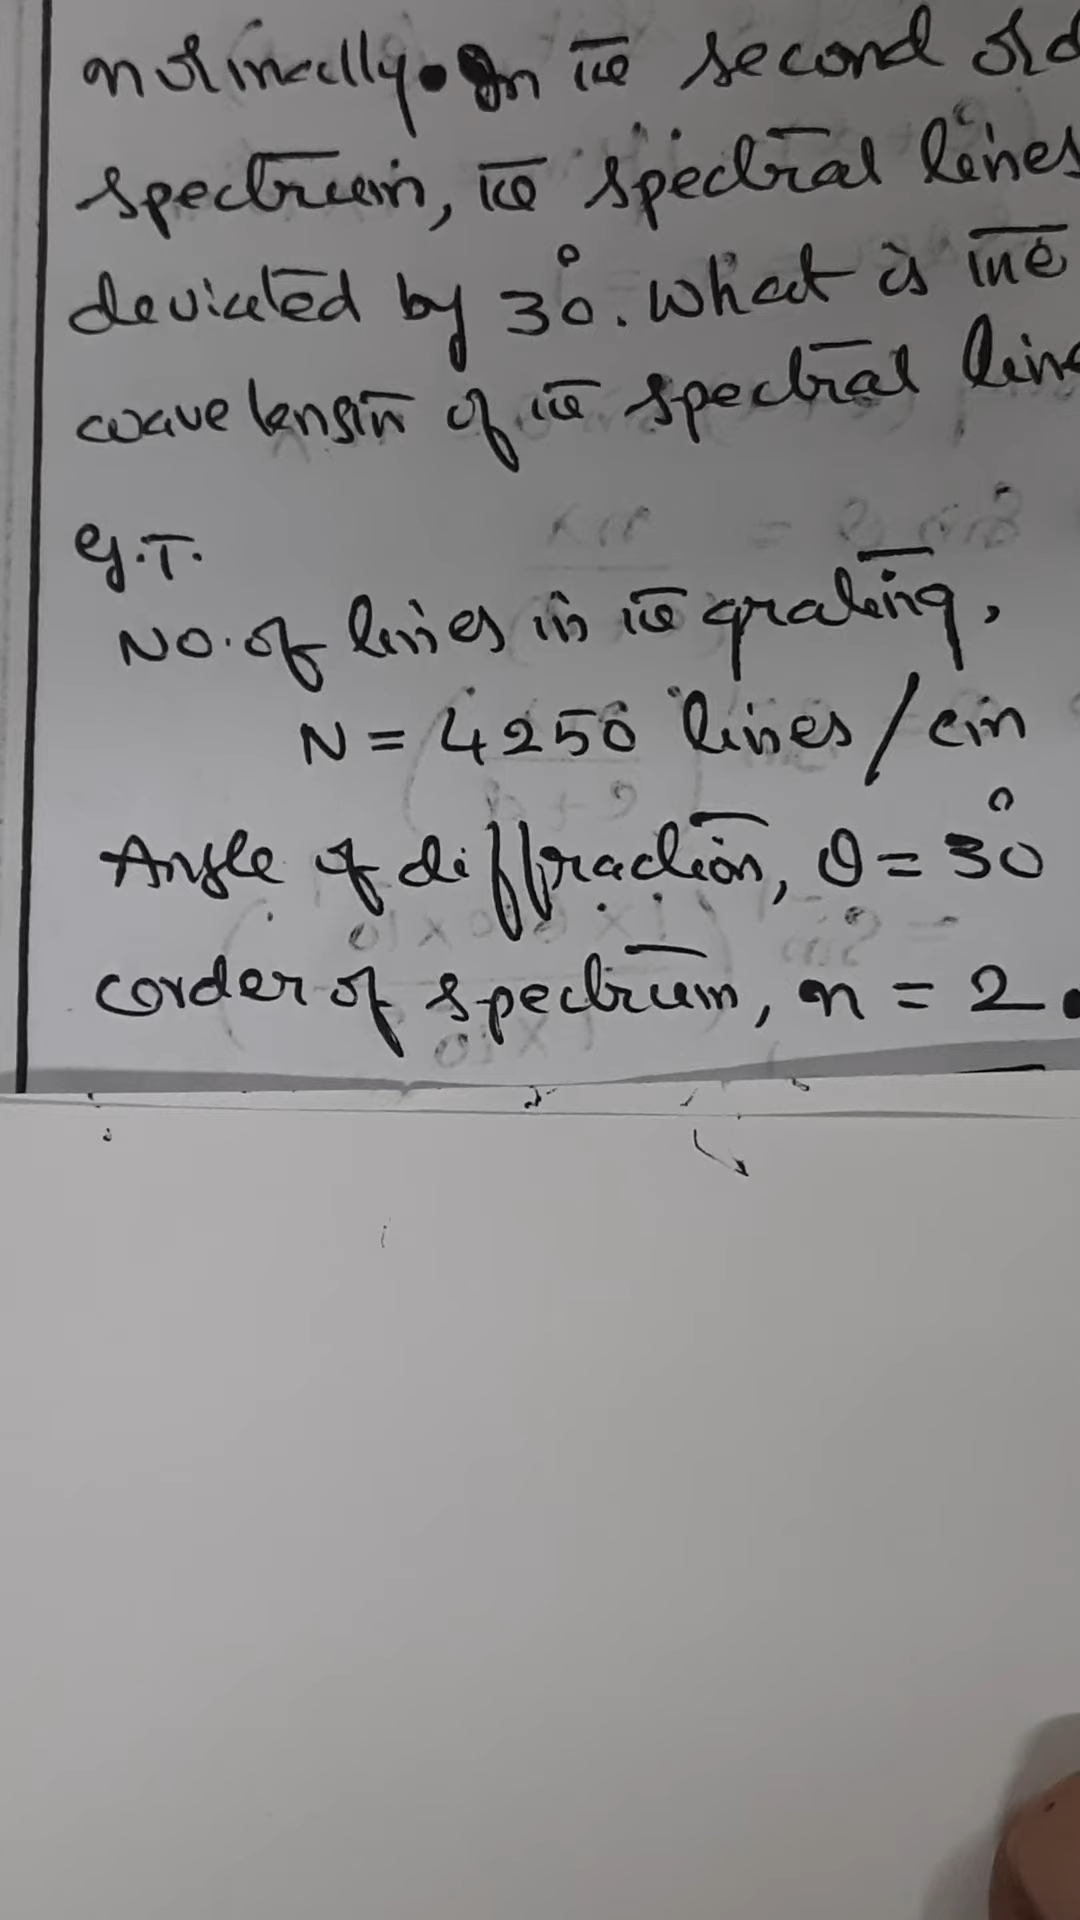 normally. In the second ord
spectrum, the spectral lines
deviated by 30°. What is the
wavelength of the spectral line
G.T.
No. of lines in the grating,
N = 4250 lines/cm
Angle of diffraction, θ = 30°
order of spectrum, n = 2.